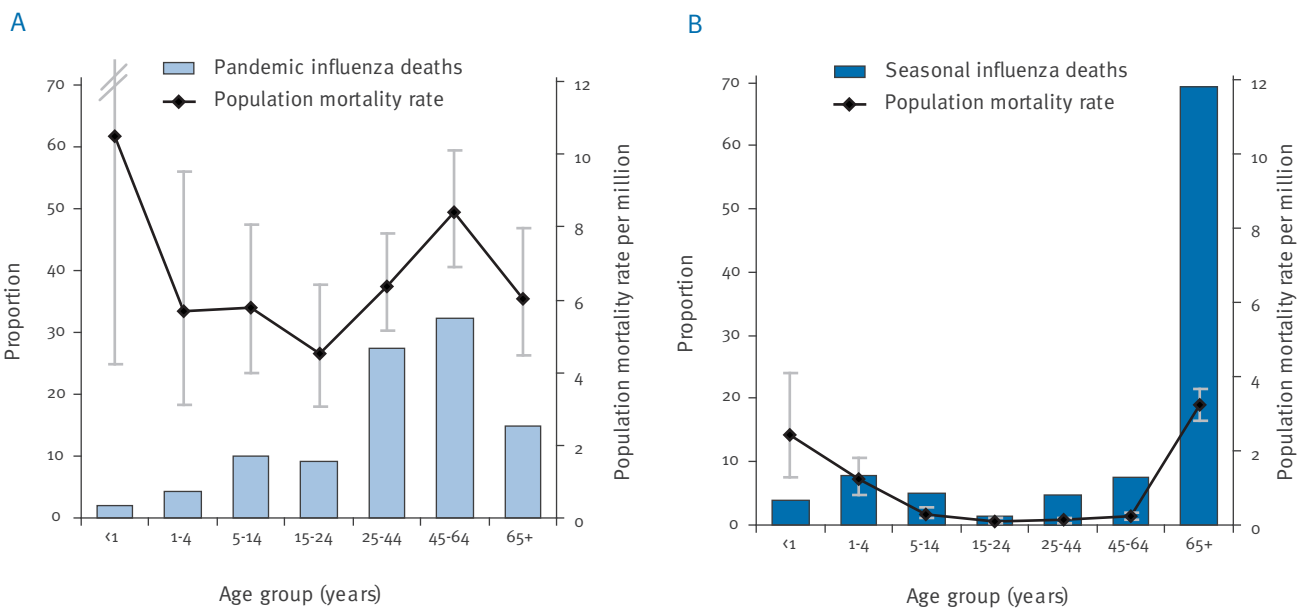 A
Pandemic influenza deaths
Population mortality rate
70
60
50
40
30
20
10
0
Proportion
12
10
8
6
4
2
0
Population mortality rate per million
<1 1-4 5-14 15-24 25-44 45-64 65+
Age group (years)
B
Seasonal influenza deaths
Population mortality rate
70
60
50
40
30
20
10
0
Proportion
12
10
8
6
4
2
0
Population mortality rate per million
<1 1-4 5-14 15-24 25-44 45-64 65+
Age group (years)